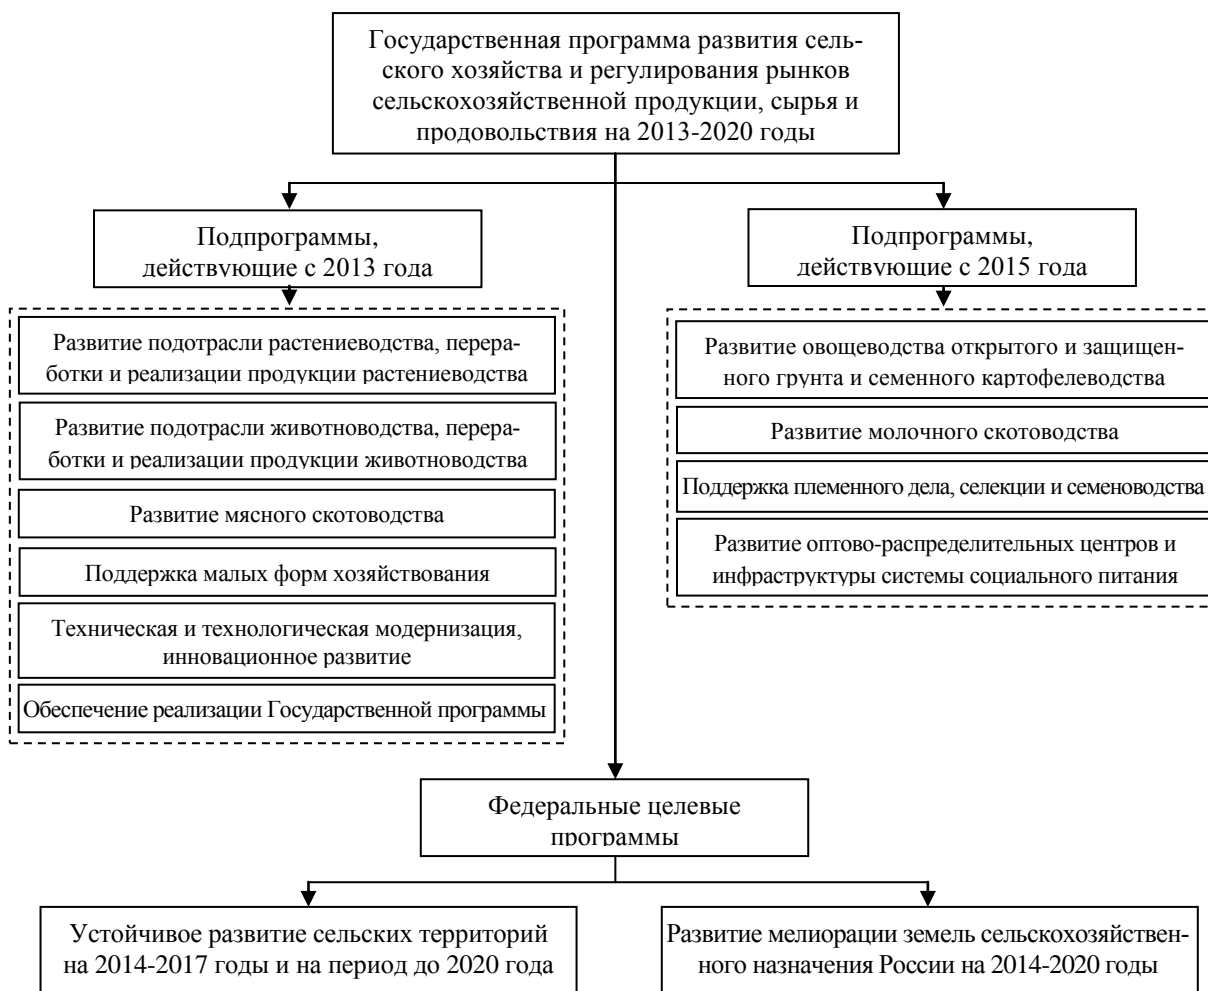 Государственная программа развития сель-
ского хозяйства и регулирования рынков
сельскохозяйственной продукции, сырья и
продовольствия на 2013-2020 годы
Подпрограммы,
действующие с 2013 года
Подпрограммы,
действующие с 2015 года
Развитие подотрасли растениеводства, перера-
ботки и реализации продукции растениеводства
Развитие подотрасли животноводства, перера-
ботки и реализации продукции животноводства
Развитие мясного скотоводства
Поддержка малых форм хозяйствования
Техническая и технологическая модернизация,
инновационное развитие
Обеспечение реализации Государственной программы
Развитие овощеводства открытого и защищен-
ного грунта и семенного картофелеводства
Развитие молочного скотоводства
Поддержка племенного дела, селекции и семеноводства
Развитие оптово-распределительных центров и
инфраструктуры системы социального питания
Федеральные целевые
программы
Устойчивое развитие сельских территорий
на 2014-2017 годы и на период до 2020 года
Развитие мелиорации земель сельскохозяйствен-
ного назначения России на 2014-2020 годы